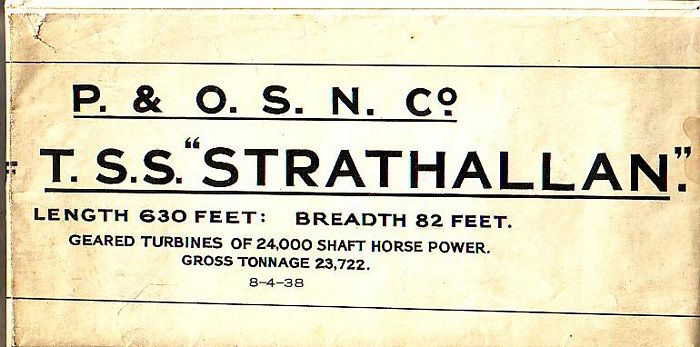 P. & O. S. N. Cº
T. S.S. “STRATHALLAN”.
LENGTH 630 FEET: BREADTH 82 FEET.
GEARED TURBINES OF 24,000 SHAFT HORSE POWER.
GROSS TONNAGE 23,722.
8-4-38